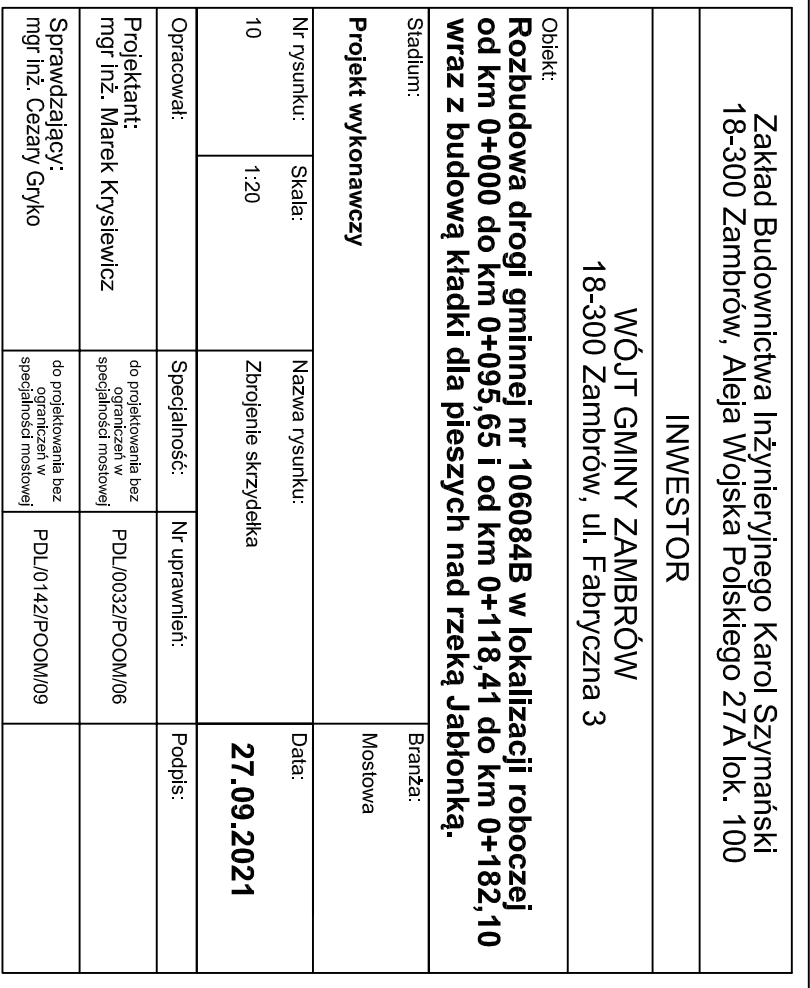 Zakład Budownictwa Inżynieryjnego Karol Szymański
18-300 Zambrów, Aleja Wojska Polskiego 27A lok. 100
INWESTOR
WÓJT GMINY ZAMBRÓW
18-300 Zambrów, ul. Fabryczna 3
Obiekt:
Rozbudowa drogi gminnej nr 106084B w lokalizacji roboczej
od km 0+000 do km 0+095,65 i od km 0+118,41 do km 0+182,10
wraz z budową kładki dla pieszych nad rzeką Jabłonką.
Stadium:
Projekt wykonawczy
Branża:
Mostowa
Nr rysunku:
10
Skala:
1:20
Nazwa rysunku:
Zbrojenie skrzydełka
Data:
27.09.2021
Opracował:
Specjalność:
Nr uprawnień:
Podpis:
Projektant:
mgr inż. Marek Krysiewicz
do projektowania bez
ograniczeń w
specjalności mostowej
PDL/0032/POOM/06
Sprawdzający:
mgr inż. Cezary Gryko
do projektowania bez
ograniczeń w
specjalności mostowej
PDL/0142/POOM/09